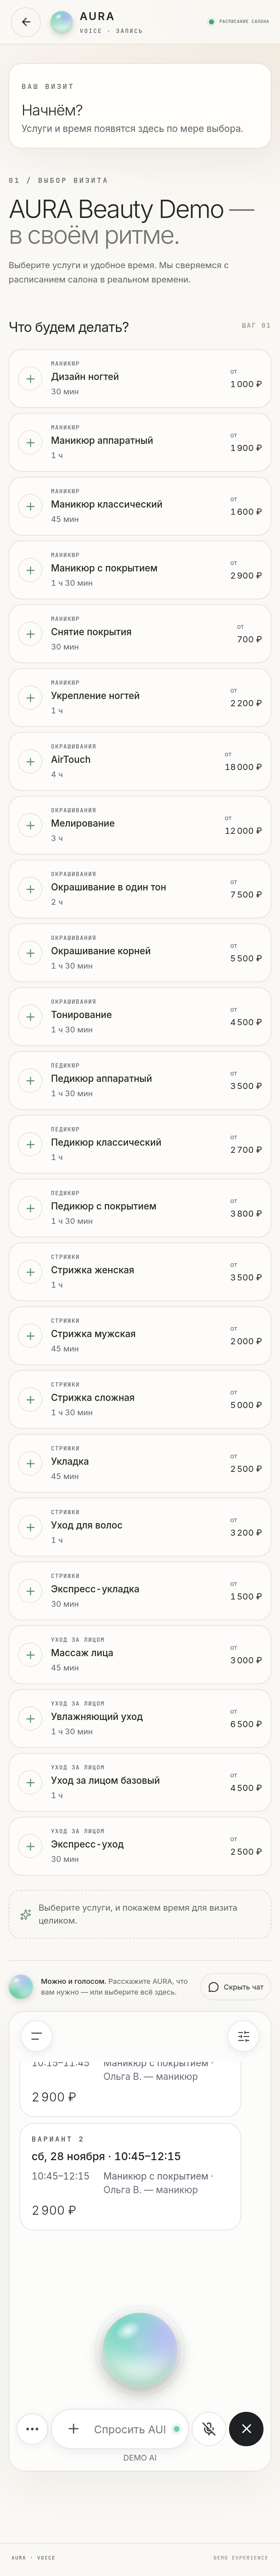 AURA
VOICE · ЗАПИСЬ
РАСПИСАНИЕ САЛОНА
ВАШ ВИЗИТ
Начнём?
Услуги и время появятся здесь по мере выбора.
01 / ВЫБОР ВИЗИТА
AURA Beauty Demo —
в своём ритме.
Выберите услуги и удобное время. Мы сверяемся с
расписанием салона в реальном времени.
Что будем делать?
ШАГ 01
МАНИКЮР
Дизайн ногтей
30 мин
от
1 000 ₽
МАНИКЮР
Маникюр аппаратный
1 ч
от
1 900 ₽
МАНИКЮР
Маникюр классический
45 мин
от
1 600 ₽
МАНИКЮР
Маникюр с покрытием
1 ч 30 мин
от
2 900 ₽
МАНИКЮР
Снятие покрытия
30 мин
от
700 ₽
МАНИКЮР
Укрепление ногтей
1 ч
от
2 200 ₽
ОКРАШИВАНИЯ
AirTouch
4 ч
от
18 000 ₽
ОКРАШИВАНИЯ
Мелирование
3 ч
от
12 000 ₽
ОКРАШИВАНИЯ
Окрашивание в один тон
2 ч
от
7 500 ₽
ОКРАШИВАНИЯ
Окрашивание корней
1 ч 30 мин
от
5 500 ₽
ОКРАШИВАНИЯ
Тонирование
1 ч 30 мин
от
4 500 ₽
ПЕДИКЮР
Педикюр аппаратный
1 ч 30 мин
от
3 500 ₽
ПЕДИКЮР
Педикюр классический
1 ч
от
2 700 ₽
ПЕДИКЮР
Педикюр с покрытием
1 ч 30 мин
от
3 800 ₽
СТРИЖКИ
Стрижка женская
1 ч
от
3 500 ₽
СТРИЖКИ
Стрижка мужская
45 мин
от
2 000 ₽
СТРИЖКИ
Стрижка сложная
1 ч 30 мин
от
5 000 ₽
СТРИЖКИ
Укладка
45 мин
от
2 500 ₽
СТРИЖКИ
Уход для волос
1 ч
от
3 200 ₽
СТРИЖКИ
Экспресс-укладка
30 мин
от
1 500 ₽
УХОД ЗА ЛИЦОМ
Массаж лица
45 мин
от
3 000 ₽
УХОД ЗА ЛИЦОМ
Увлажняющий уход
1 ч 30 мин
от
6 500 ₽
УХОД ЗА ЛИЦОМ
Уход за лицом базовый
1 ч
от
4 500 ₽
УХОД ЗА ЛИЦОМ
Экспресс-уход
30 мин
от
2 500 ₽
Выберите услуги, и покажем время для визита
целиком.
Можно и голосом. Расскажите AURA, что
вам нужно — или выберите всё здесь.
Скрыть чат
10:15–11:45 Маникюр с покрытием ·
Ольга В. — маникюр
2 900 ₽
ВАРИАНТ 2
сб, 28 ноября · 10:45–12:15
10:45–12:15 Маникюр с покрытием ·
Ольга В. — маникюр
2 900 ₽
Спросить AUI
DEMO AI
AURA · VOICE
DEMO EXPERIENCE